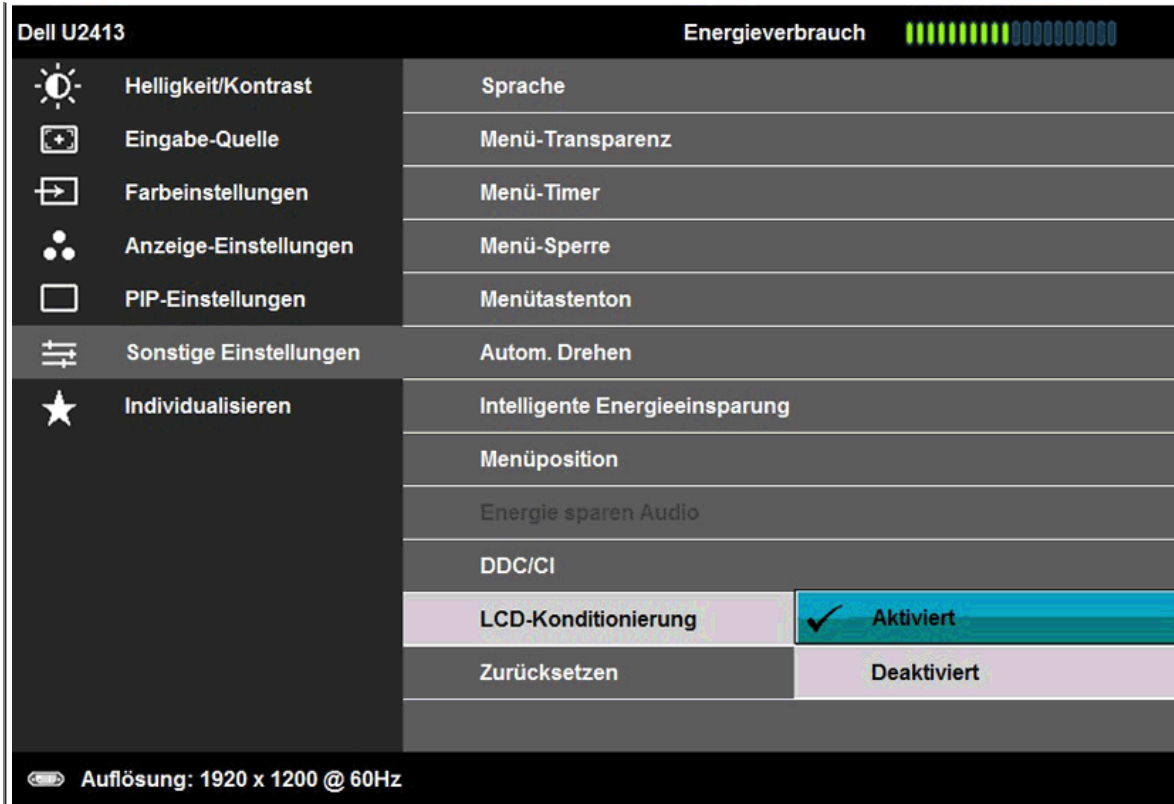 Dell U2413 Energieverbrauch
Helligkeit/Kontrast Sprache
Eingabe-Quelle Menü-Transparenz
Farbeinstellungen Menü-Timer
Anzeige-Einstellungen Menü-Sperre
PIP-Einstellungen Menütastenton
Sonstige Einstellungen Autom. Drehen
Individualisieren Intelligente Energieeinsparung
Menüposition
Energie sparen Audio
DDC/CI
LCD-Konditionierung Aktiviert
Zurücksetzen Deaktiviert
Auflösung: 1920 x 1200 @ 60Hz